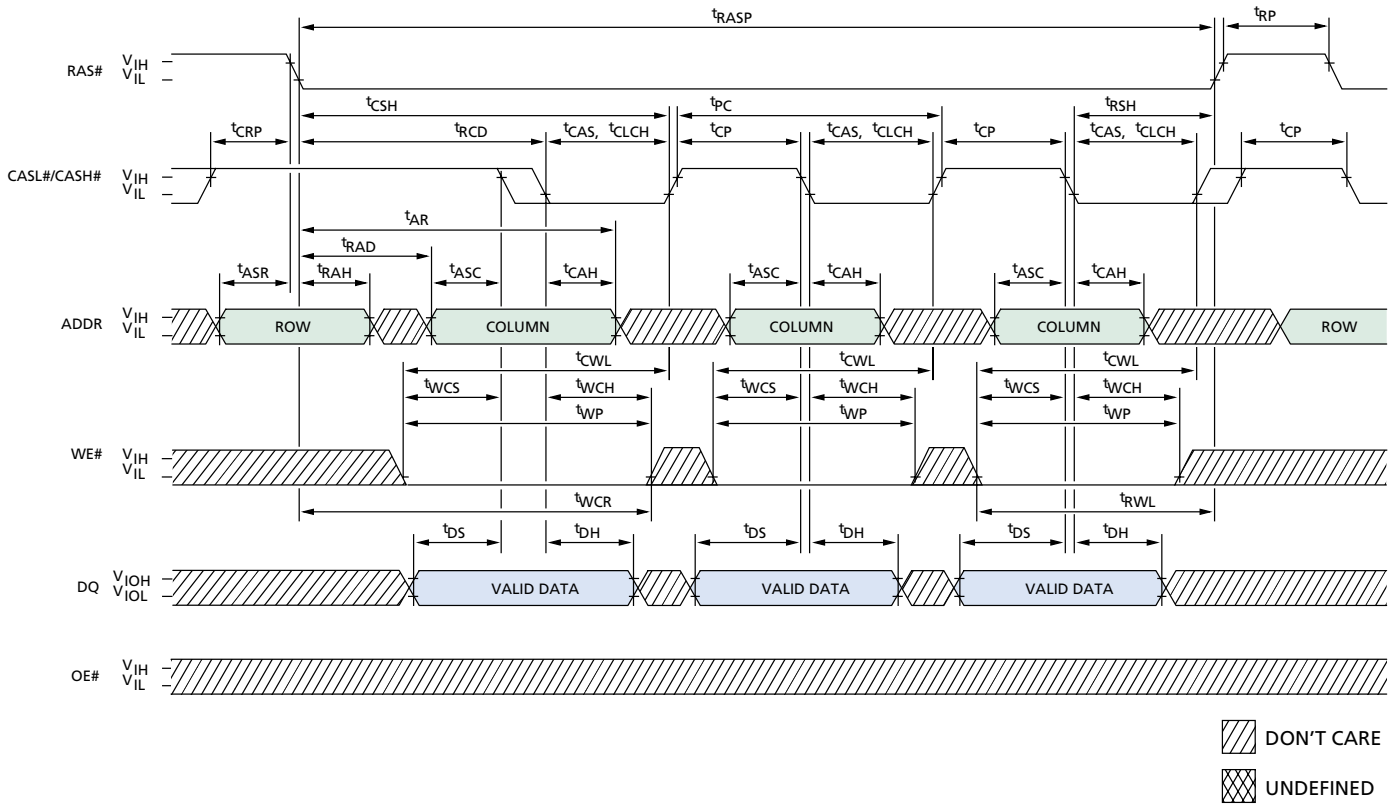 tRASP tRP
RAS# VIH
VIL
tCSH tPC tRSH
tCRP tRCD tCAS, tCLCH tCP tCAS, tCLCH tCP tCAS, tCLCH tCP
CASL#/CASH# VIH
VIL
tAR
tRAD
tASR tRAH tASC tCAH tASC tCAH tASC tCAH
ADDR VIH
VIL
ROW COLUMN COLUMN COLUMN ROW
tCWL tCWL tCWL
tWCS tWCH tWCS tWCH tWCS tWCH
tWP tWP tWP
WE# VIH
VIL
tWCR tRWL
tDS tDH tDS tDH tDS tDH
DQ VIOH
VIOL
VALID DATA VALID DATA VALID DATA
OE# VIH
VIL
DON'T CARE
UNDEFINED